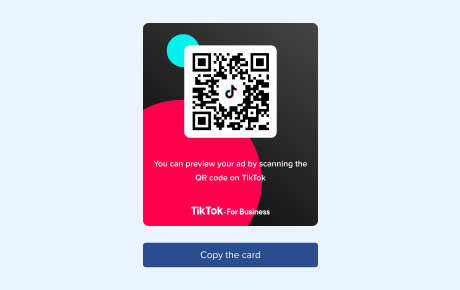 You can preview your ad by scanning the
QR code on TikTok
TikTok: For Business
Copy the card